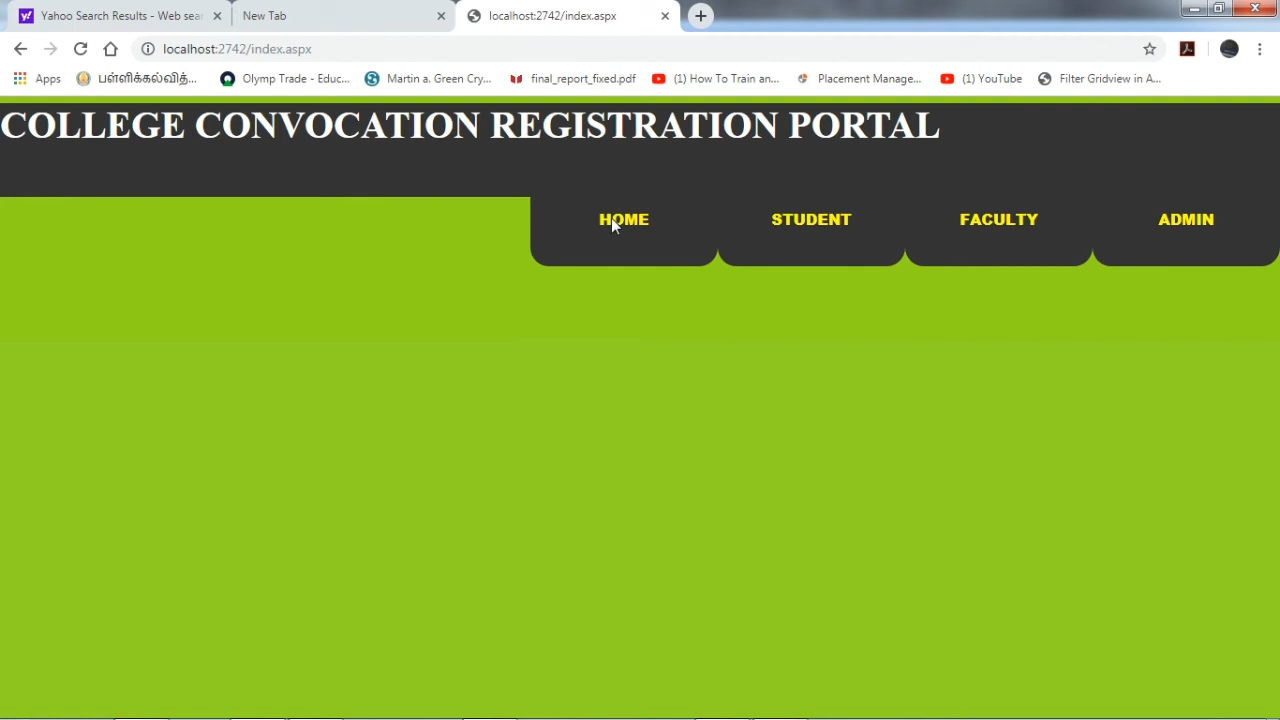 Yahoo Search Results - Web sear
New Tab
localhost:2742/index.aspx
localhost:2742/index.aspx
Apps
பள்ளிக்கல்வித்...
Olymp Trade - Educ...
Martin a. Green Cry...
final_report_fixed.pdf
(1) How To Train an...
Placement Manage...
(1) YouTube
Filter Gridview in A...
COLLEGE CONVOCATION REGISTRATION PORTAL
HOME
STUDENT
FACULTY
ADMIN